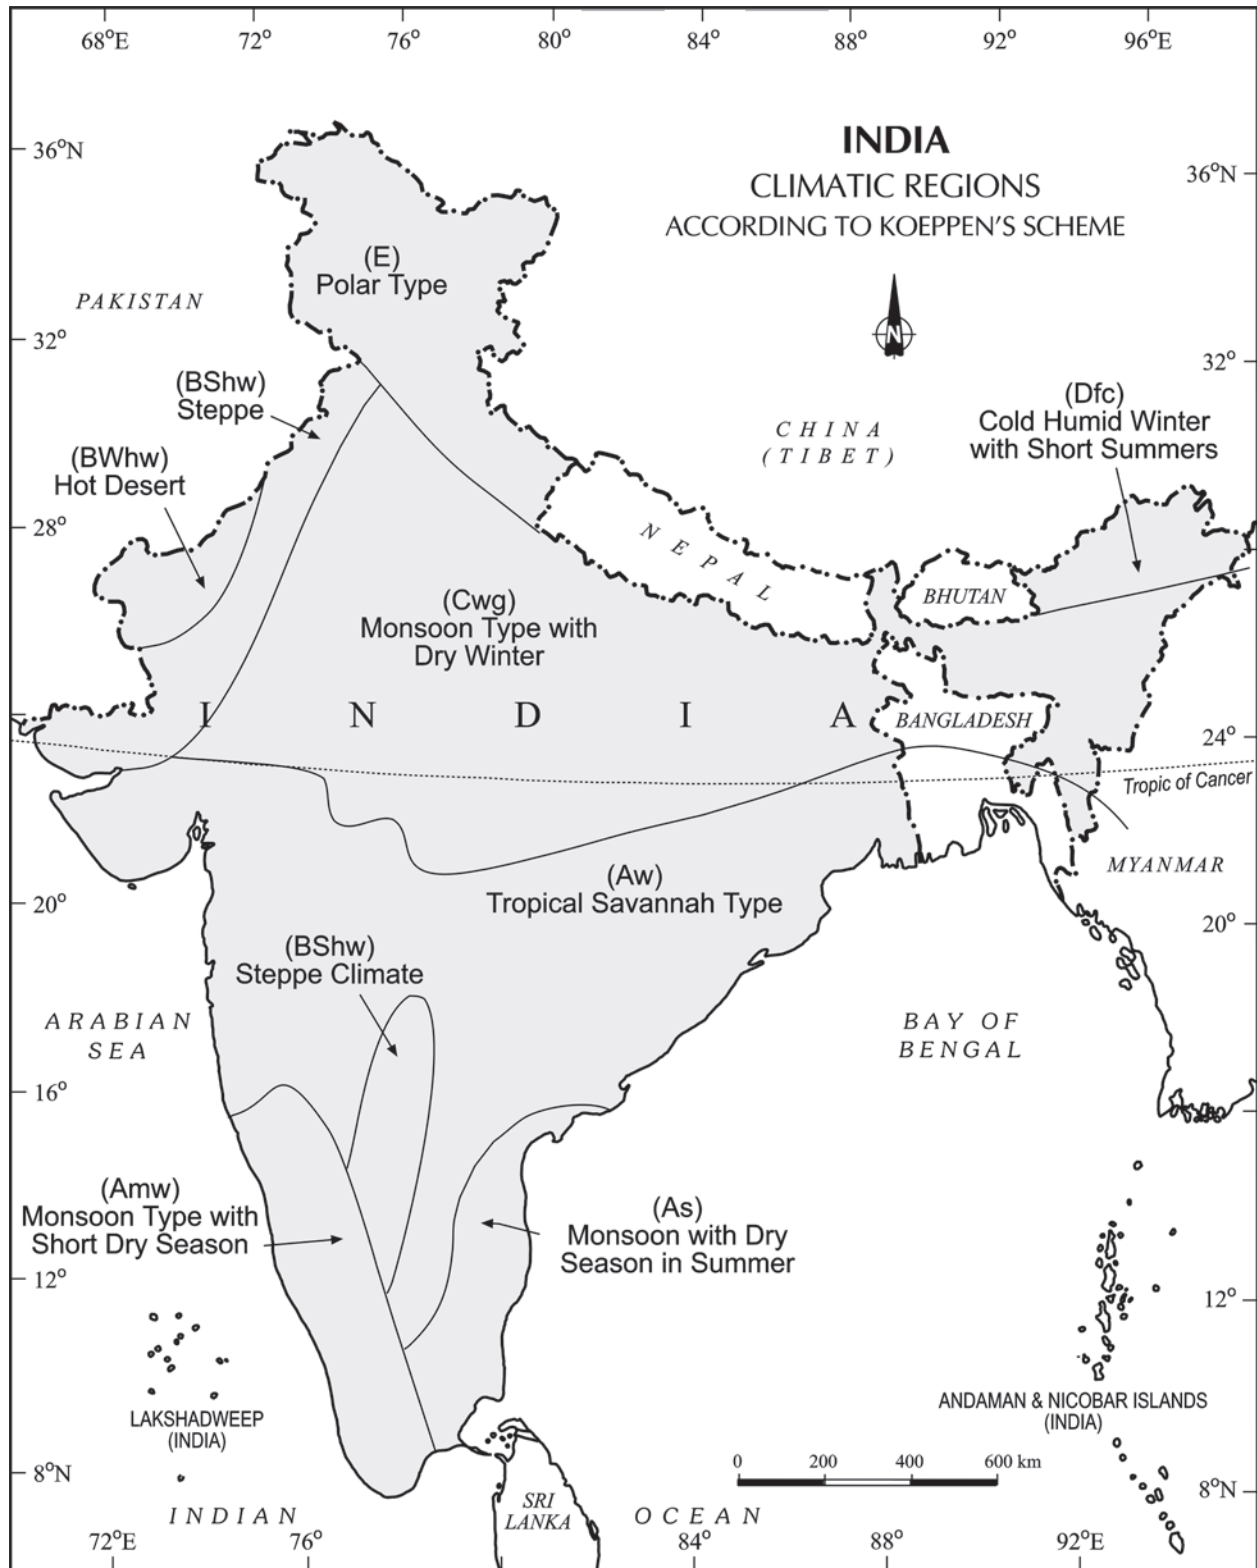 68°E 72° 76° 80° 84° 88° 92° 96°E
36°N
INDIA
CLIMATIC REGIONS
ACCORDING TO KOEPPEN'S SCHEME
36°N
(E)
Polar Type
PAKISTAN
N
32°
32°
(BShw)
Steppe
(Dfc)
Cold Humid Winter
with Short Summers
CHINA
(TIBET)
(BWhw)
Hot Desert
28°
NEPAL
BHUTAN
(Cwg)
Monsoon Type with
Dry Winter
INDIA
BANGLADESH
24°
Tropic of Cancer
MYANMAR
(Aw)
Tropical Savannah Type
20°
20°
(BShw)
Steppe Climate
ARABIAN
SEA
BAY OF
BENGAL
16°
(Amw)
Monsoon Type with
Short Dry Season
(As)
Monsoon with Dry
Season in Summer
12°
12°
LAKSHADWEEP
(INDIA)
ANDAMAN & NICOBAR ISLANDS
(INDIA)
0 200 400 600 km
8°N
8°N
SRI
LANKA
INDIAN OCEAN
72°E 76° 84° 88° 92°E